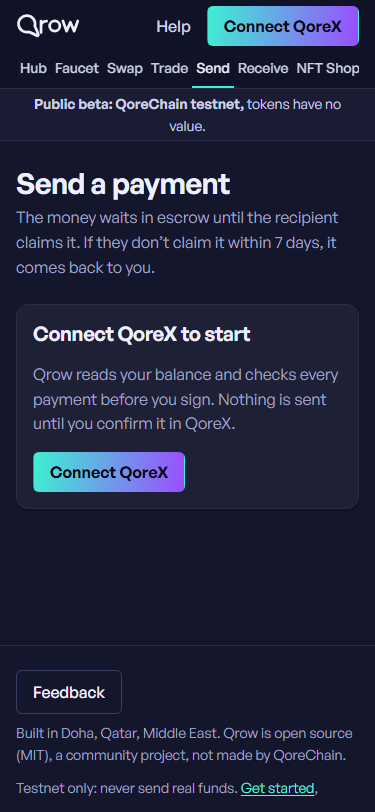 Qrow
Help
Connect QoreX
Hub Faucet Swap Trade Send Receive NFT Shop
Public beta: QoreChain testnet, tokens have no
value.
Send a payment
The money waits in escrow until the recipient
claims it. If they don’t claim it within 7 days, it
comes back to you.
Connect QoreX to start
Qrow reads your balance and checks every
payment before you sign. Nothing is sent
until you confirm it in QoreX.
Connect QoreX
Feedback
Built in Doha, Qatar, Middle East. Qrow is open source
(MIT), a community project, not made by QoreChain.
Testnet only: never send real funds. Get started,